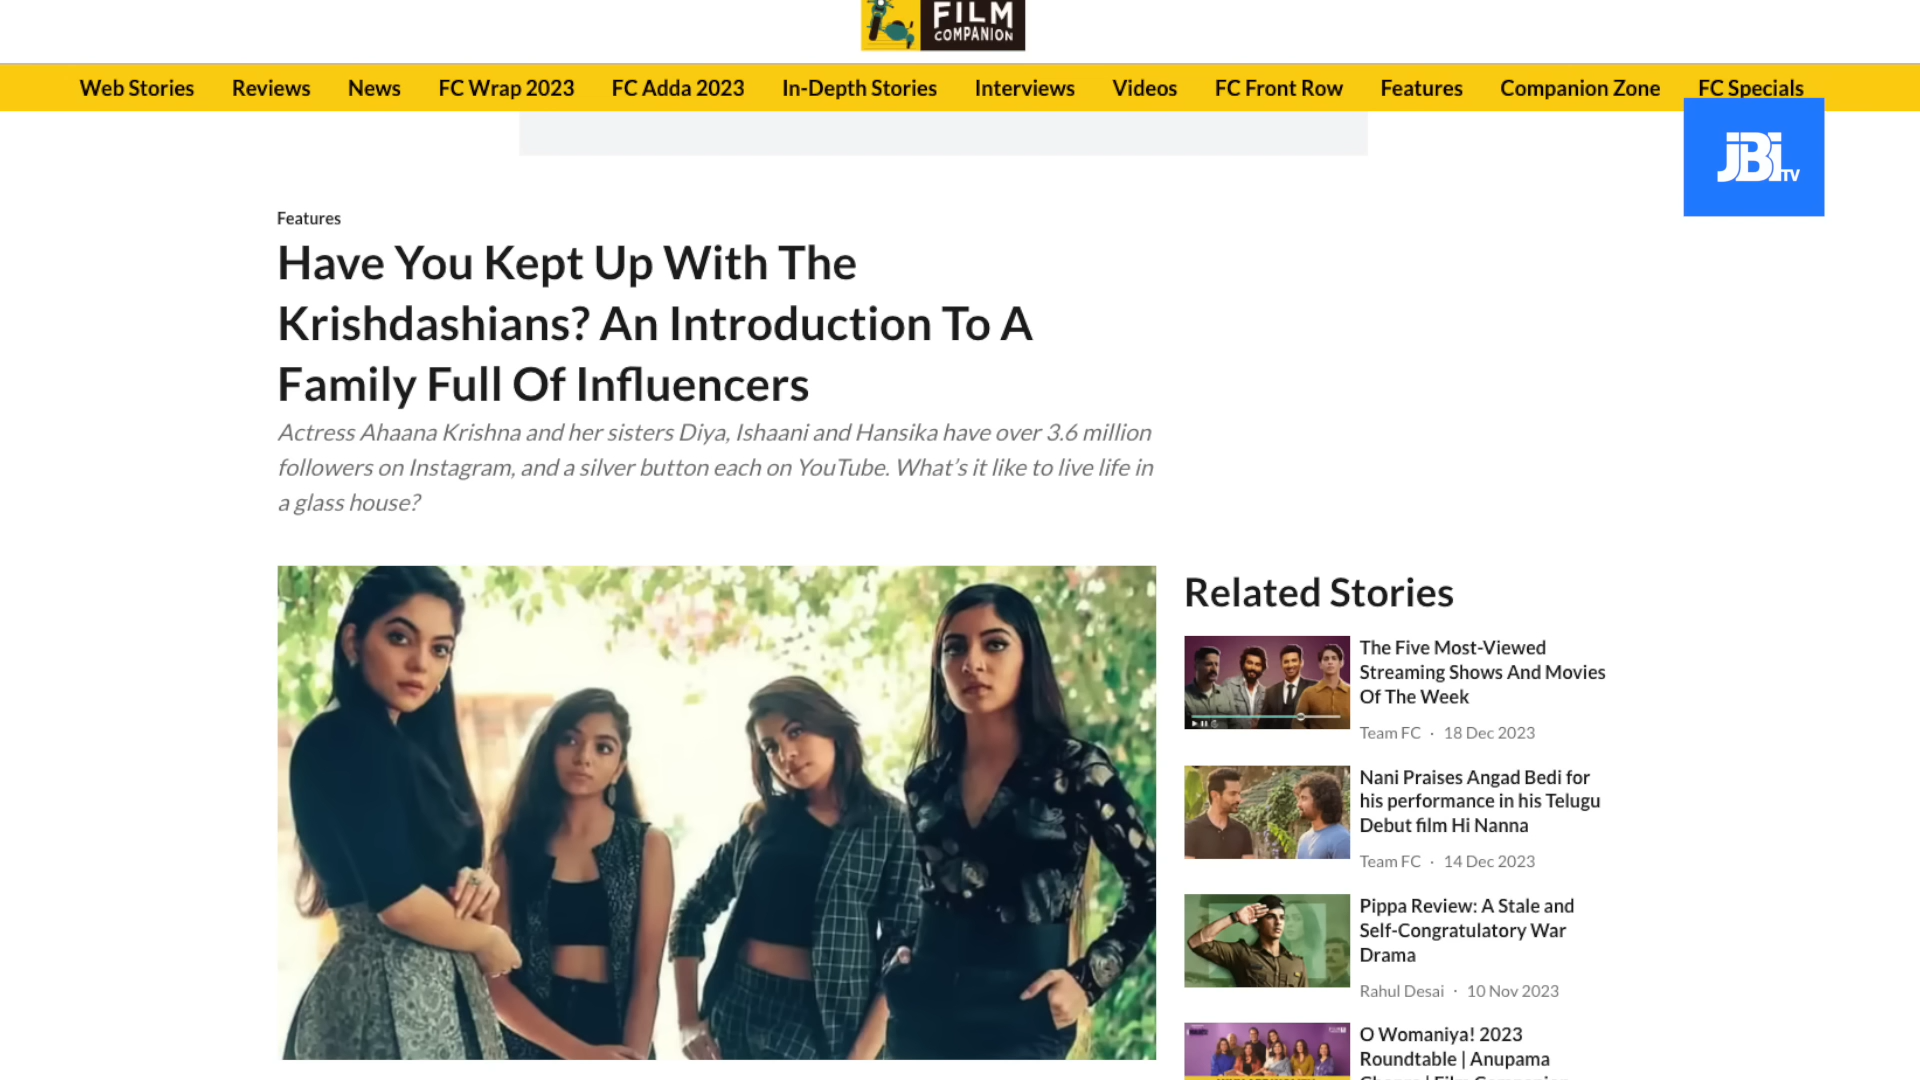 FILM
COMPANION
Web Stories
Reviews
News
FC Wrap 2023
FC Adda 2023
In-Depth Stories
Interviews
Videos
FC Front Row
Features
Companion Zone
FC Specials
JBi TV
Features
Have You Kept Up With The
Krishdashians? An Introduction To A
Family Full Of Influencers
Actress Ahaana Krishna and her sisters Diya, Ishaani and Hansika have over 3.6 million
followers on Instagram, and a silver button each on YouTube. What’s it like to live life in
a glass house?
Related Stories
The Five Most-Viewed
Streaming Shows And Movies
Of The Week
Team FC · 18 Dec 2023
Nani Praises Angad Bedi for
his performance in his Telugu
Debut film Hi Nanna
Team FC · 14 Dec 2023
Pippa Review: A Stale and
Self-Congratulatory War
Drama
Rahul Desai · 10 Nov 2023
O Womaniya! 2023
Roundtable | Anupama